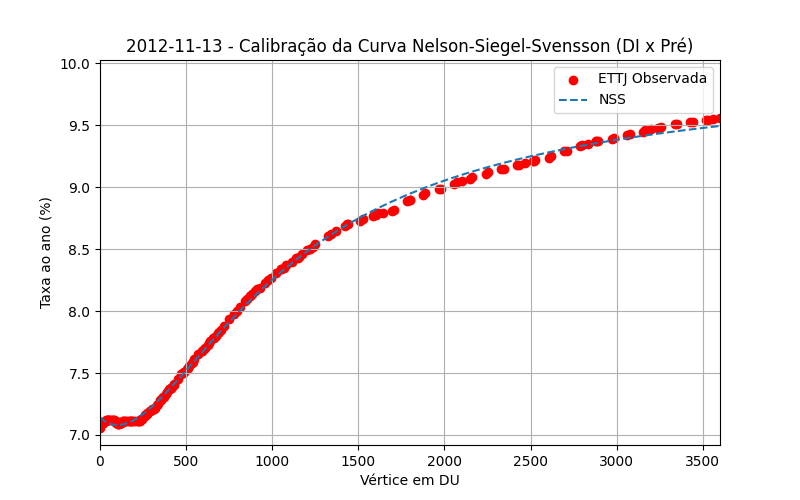 2012-11-13 - Calibração da Curva Nelson-Siegel-Svensson (DI x Pré)
10.0
9.5
9.0
8.5
8.0
7.5
7.0
Taxa ao ano (%)
ETTJ Observada
NSS
0 500 1000 1500 2000 2500 3000 3500
Vértice em DU